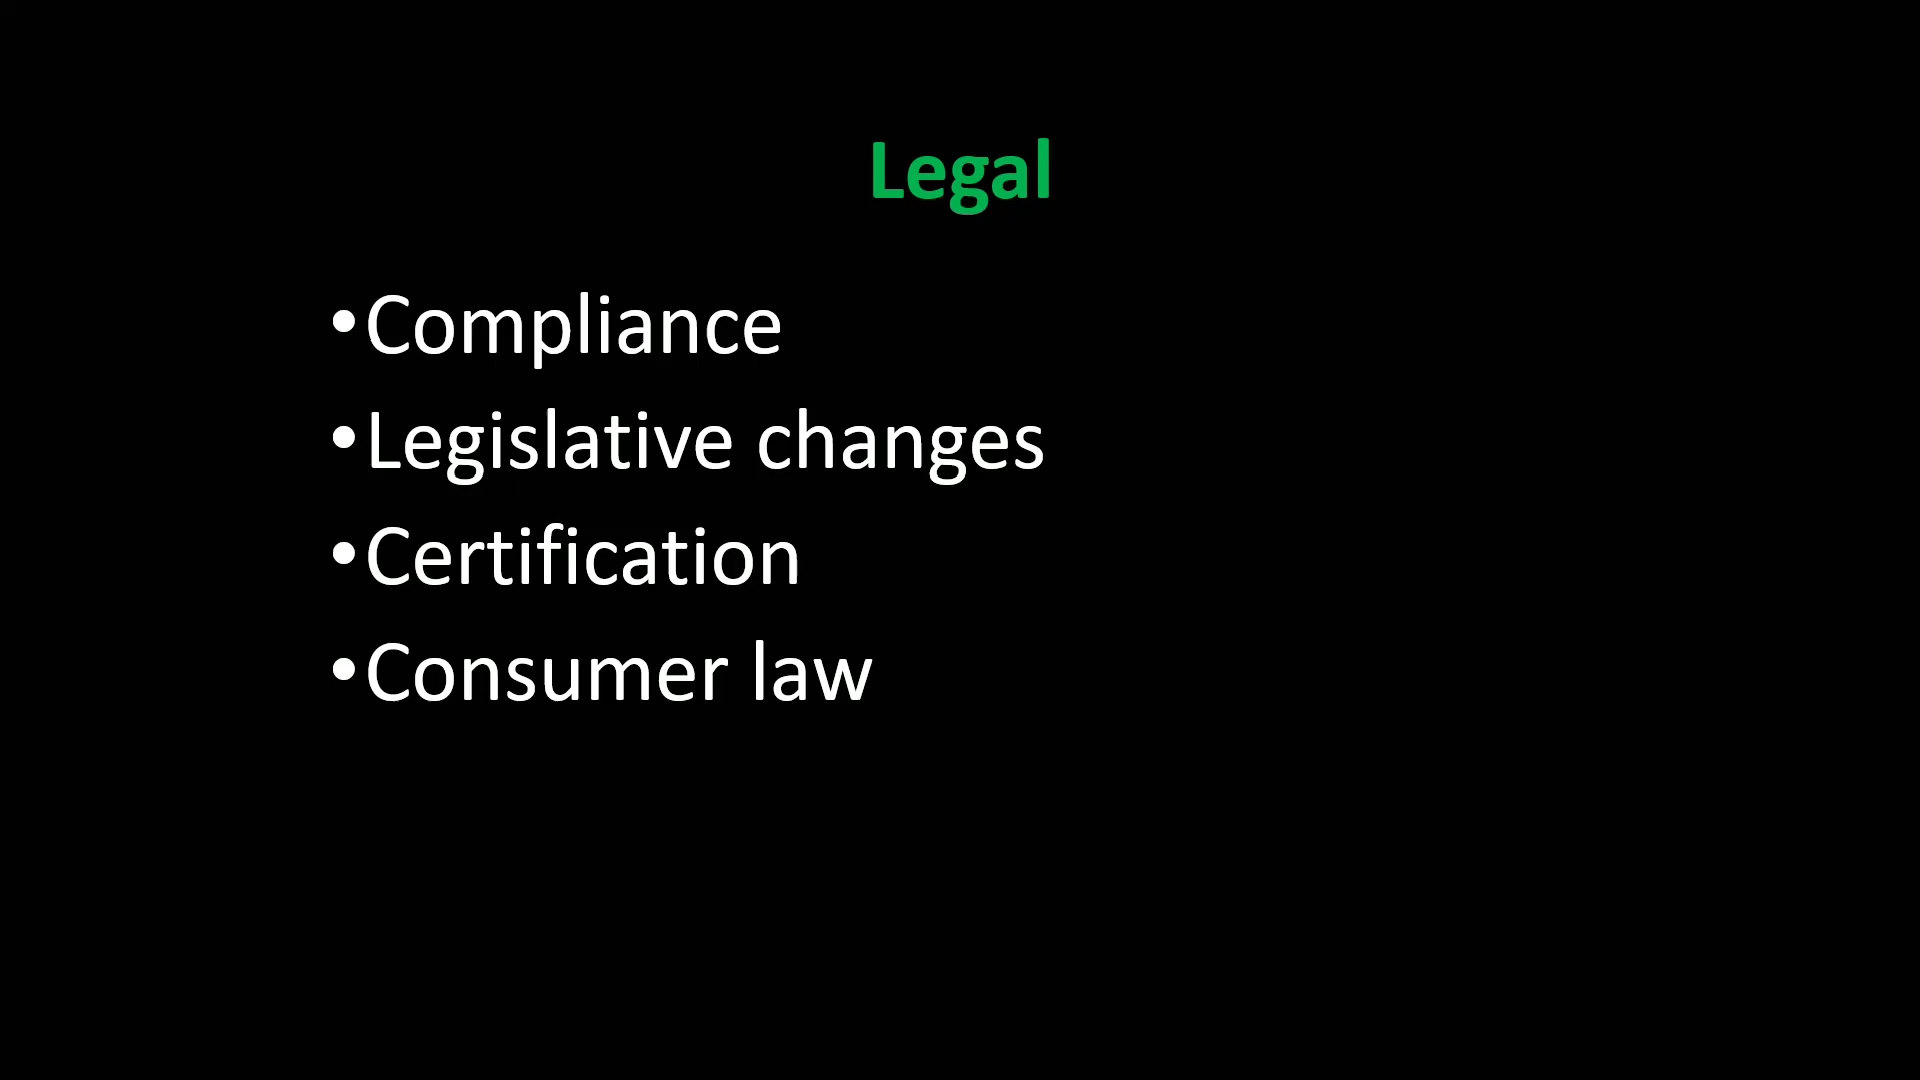 Legal
•Compliance
•Legislative changes
•Certification
•Consumer law